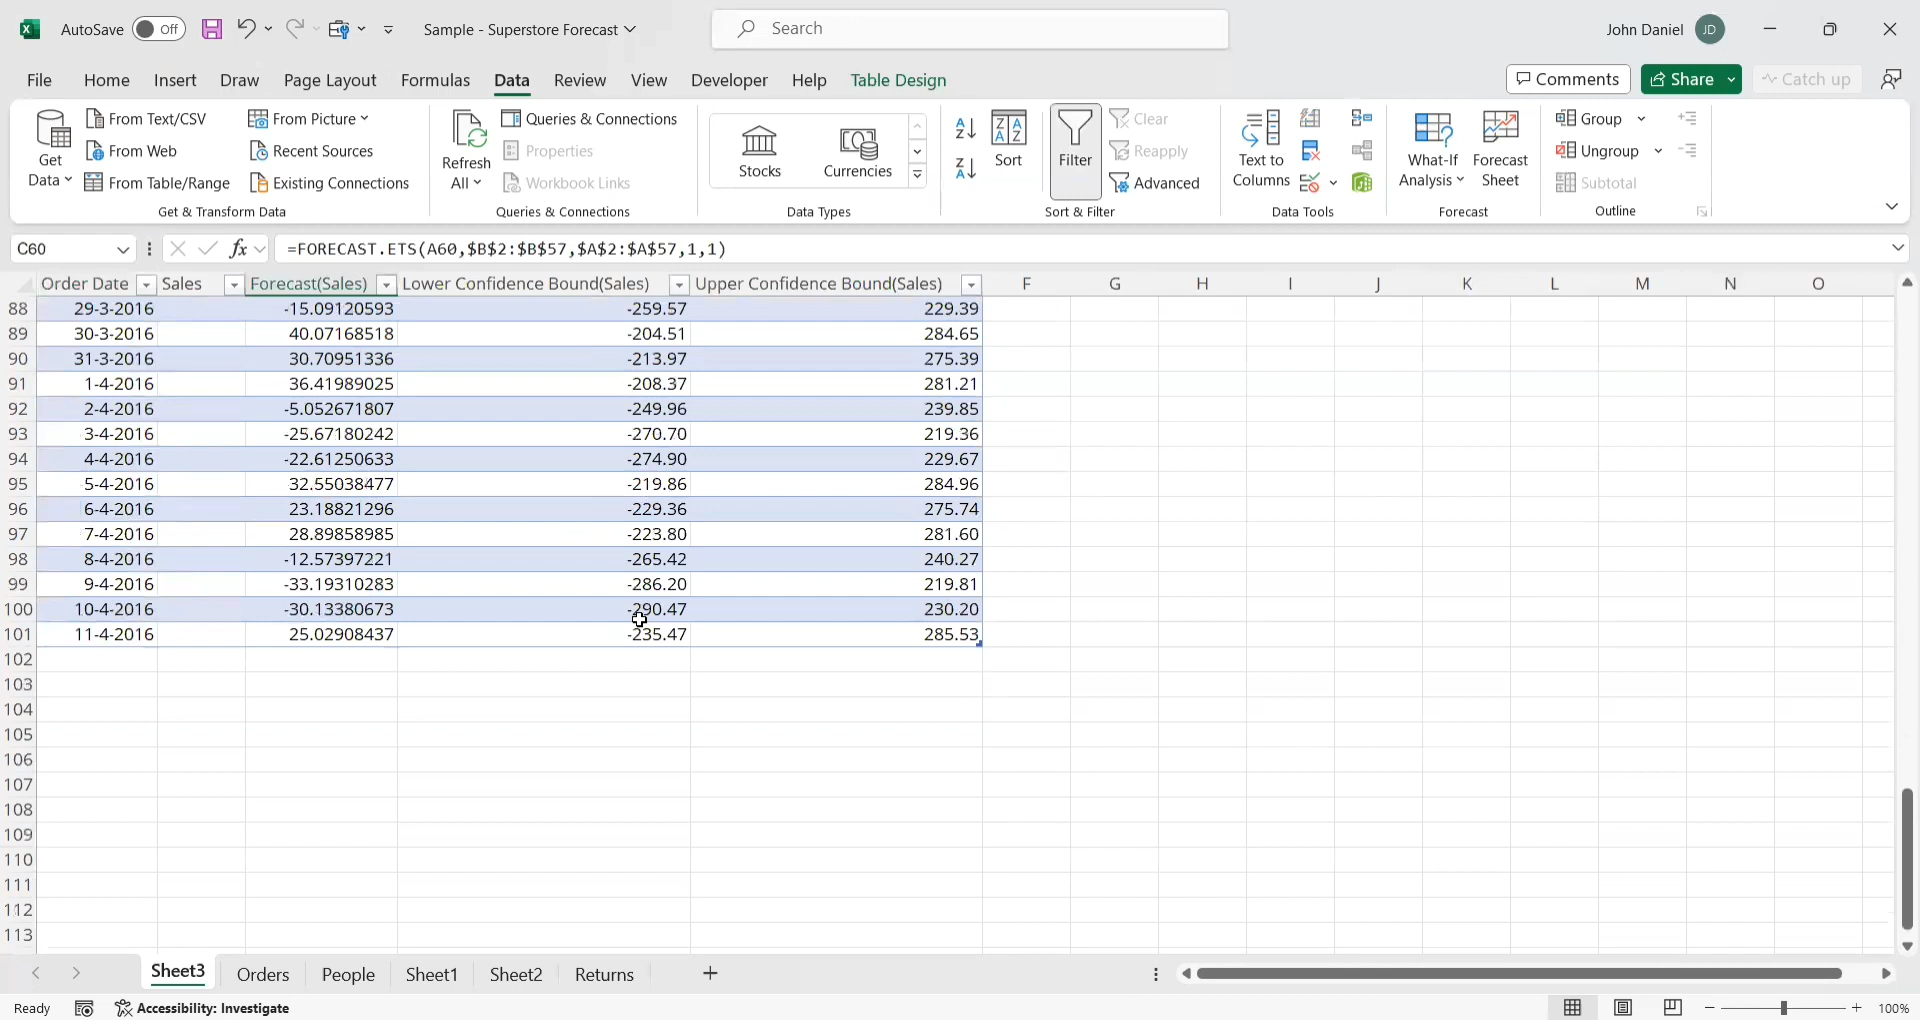 AutoSave Off Sample - Superstore Forecast Search John Daniel JD
File Home Insert Draw Page Layout Formulas Data Review View Developer Help Table Design Comments Share Catch up
Get Data
From Text/CSV
From Web
From Table/Range
From Picture
Recent Sources
Existing Connections
Get & Transform Data
Refresh All
Queries & Connections
Properties
Workbook Links
Queries & Connections
Stocks Currencies
Data Types
Sort
Filter
Clear
Reapply
Advanced
Sort & Filter
Text to Columns
Data Tools
What-If Analysis
Forecast Sheet
Forecast
Group
Ungroup
Subtotal
Outline
C60 fx =FORECAST.ETS(A60,$B$2:$B$57,$A$2:$A$57,1,1)
Order Date Sales Forecast(Sales) Lower Confidence Bound(Sales) Upper Confidence Bound(Sales) F G H I J K L M N O
88 29-3-2016 -15.09120593 -259.57 229.39
89 30-3-2016 40.07168518 -204.51 284.65
90 31-3-2016 30.70951336 -213.97 275.39
91 1-4-2016 36.41989025 -208.37 281.21
92 2-4-2016 -5.052671807 -249.96 239.85
93 3-4-2016 -25.67180242 -270.70 219.36
94 4-4-2016 -22.61250633 -274.90 229.67
95 5-4-2016 32.55038477 -219.86 284.96
96 6-4-2016 23.18821296 -229.36 275.74
97 7-4-2016 28.89858985 -223.80 281.60
98 8-4-2016 -12.57397221 -265.42 240.27
99 9-4-2016 -33.19310283 -286.20 219.81
100 10-4-2016 -30.13380673 -290.47 230.20
101 11-4-2016 25.02908437 -235.47 285.53
102
103
104
105
106
107
108
109
110
111
112
113
Sheet3 Orders People Sheet1 Sheet2 Returns
Ready Accessibility: Investigate 100%